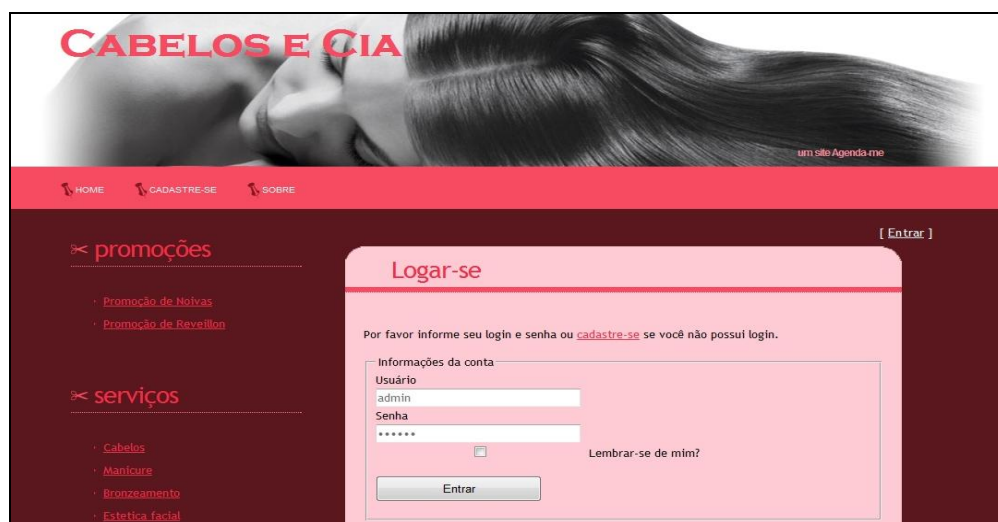 CABELOS E CIA
um site Agenda-me
HOME CADASTRE-SE SOBRE
[ Entrar ]
promoções
· Promoção de Noivas
· Promoção de Reveillon
serviços
· Cabelos
· Manicure
· Bronzeamento
· Estetica facial
Logar-se
Por favor informe seu login e senha ou cadastre-se se você não possui login.
Informações da conta
Usuário
admin
Senha
••••••
Lembrar-se de mim?
Entrar